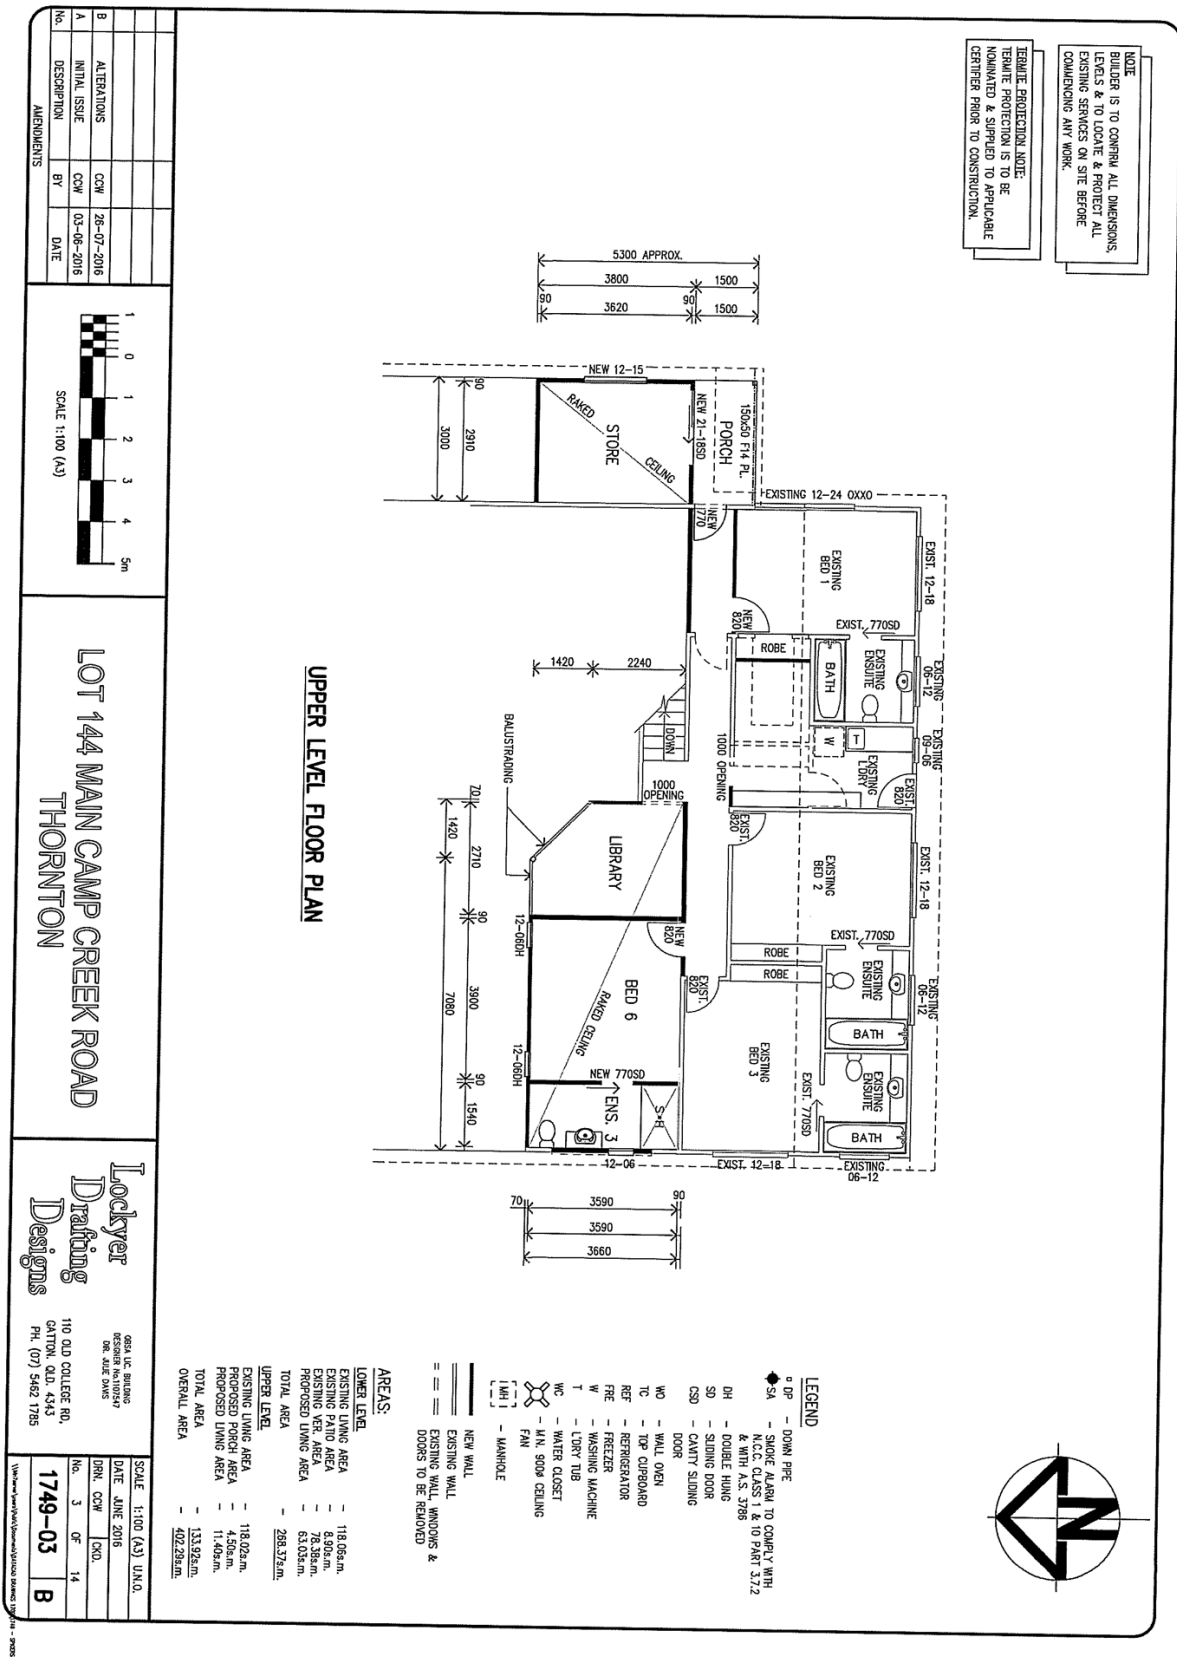 NOTE
BUILDER IS TO CONFIRM ALL DIMENSIONS,
LEVELS & TO LOCATE & PROTECT ALL
EXISTING SERVICES ON SITE BEFORE
COMMENCING ANY WORK.
TERMITE PROTECTION NOTE:
TERMITE PROTECTION IS TO BE
NOMINATED & SUPPLIED TO APPLICABLE
CERTIFIER PRIOR TO CONSTRUCTION.
N
5300 APPROX.
3800
1500
90
3620
90
1500
NEW 12-15
RAKED
CEILING
STORE
NEW 21-18SD
PORCH
150x50 F14 PL.
90
2910
3000
EXISTING 12-24 OXXO
NEW
770
EXISTING
BED 1
EXIST. 12-18
NEW
820
EXIST. 770SD
ROBE
BATH
EXISTING
ENSUITE
EXISTING
06-12
EXISTING
09-06
W
T
EXISTING
L'DRY
EXIST.
820
1420
2240
DOWN
1000 OPENING
1000
OPENING
BALUSTRADING
LIBRARY
EXIST.
820
EXISTING
BED 2
EXIST. 12-18
EXIST. 770SD
ROBE
ROBE
EXISTING
ENSUITE
EXISTING
06-12
BATH
70
1420
2710
90
12-06DH
NEW
820
BED 6
RAKED CEILING
3900
7080
EXIST.
820
EXISTING
BED 3
EXIST. 770SD
EXISTING
ENSUITE
BATH
12-06DH
NEW 770SD
90
1540
ENS. 3
S-R
12-06
EXIST. 12-18
EXISTING
06-12
70
3590
90
3590
3660
UPPER LEVEL FLOOR PLAN
LEGEND
DP - DOWN PIPE
SA - SMOKE ALARM TO COMPLY WITH
N.C.C. CLASS 1 & 10 PART 3.7.2
& WITH A.S. 3786
DH - DOUBLE HUNG
SD - SLIDING DOOR
CSD - CAVITY SLIDING
DOOR
WO - WALL OVEN
TC - TOP CUPBOARD
REF - REFRIGERATOR
FRE - FREEZER
W - WASHING MACHINE
T - L'DRY TUB
WC - WATER CLOSET
- MIN. 900ø CEILING
FAN
MH - MANHOLE
NEW WALL
EXISTING WALL
EXISTING WALL, WINDOWS &
DOORS TO BE REMOVED
AREAS:
LOWER LEVEL
EXISTING LIVING AREA - 118.06s.m.
EXISTING PATIO AREA - 8.90s.m.
EXISTING VER. AREA - 78.38s.m.
PROPOSED LIVING AREA - 63.03s.m.
TOTAL AREA - 268.37s.m.
UPPER LEVEL
EXISTING LIVING AREA - 118.02s.m.
PROPOSED PORCH AREA - 4.50s.m.
PROPOSED LIVING AREA - 11.40s.m.
TOTAL AREA - 133.92s.m.
OVERALL AREA - 402.29s.m.
B ALTERATIONS CCW 26-07-2016
A INITIAL ISSUE CCW 03-06-2016
No. DESCRIPTION BY DATE
AMENDMENTS
1 0 1 2 3 4 5m
SCALE 1:100 (A3)
LOT 144 MAIN CAMP CREEK ROAD
THORNTON
Lockyer
Drafting
Designs
QBSA LIC. BUILDING
DR. JULIE DAVIS
110 OLD COLLEGE RD,
GATTON. QLD. 4343
PH. (07) 5462 1785
SCALE 1:100 (A3) U.N.O.
DATE JUNE 2016
DRN. CCW CKD.
No. 3 OF 14
1749-03 B